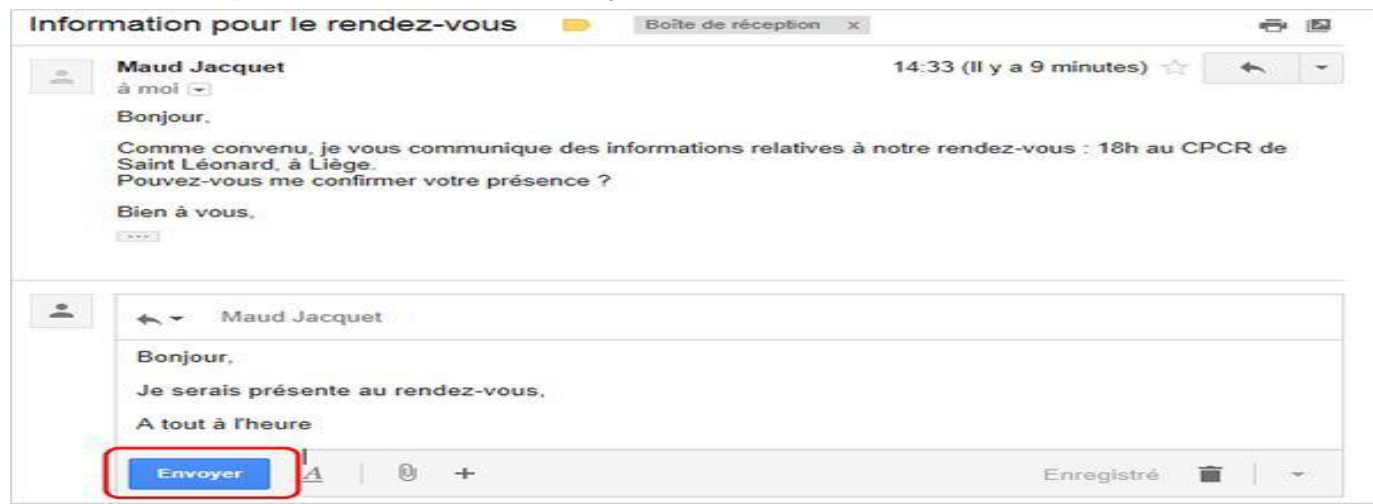 Information pour le rendez-vous
Boîte de réception x
Maud Jacquet
14:33 (Il y a 9 minutes)
à moi
Bonjour,
Comme convenu, je vous communique des informations relatives à notre rendez-vous : 18h au CPCR de
Saint Léonard, à Liège.
Pouvez-vous me confirmer votre présence ?
Bien à vous,
Maud Jacquet
Bonjour,
Je serais présente au rendez-vous,
A tout à l'heure
Envoyer
A
Enregistré